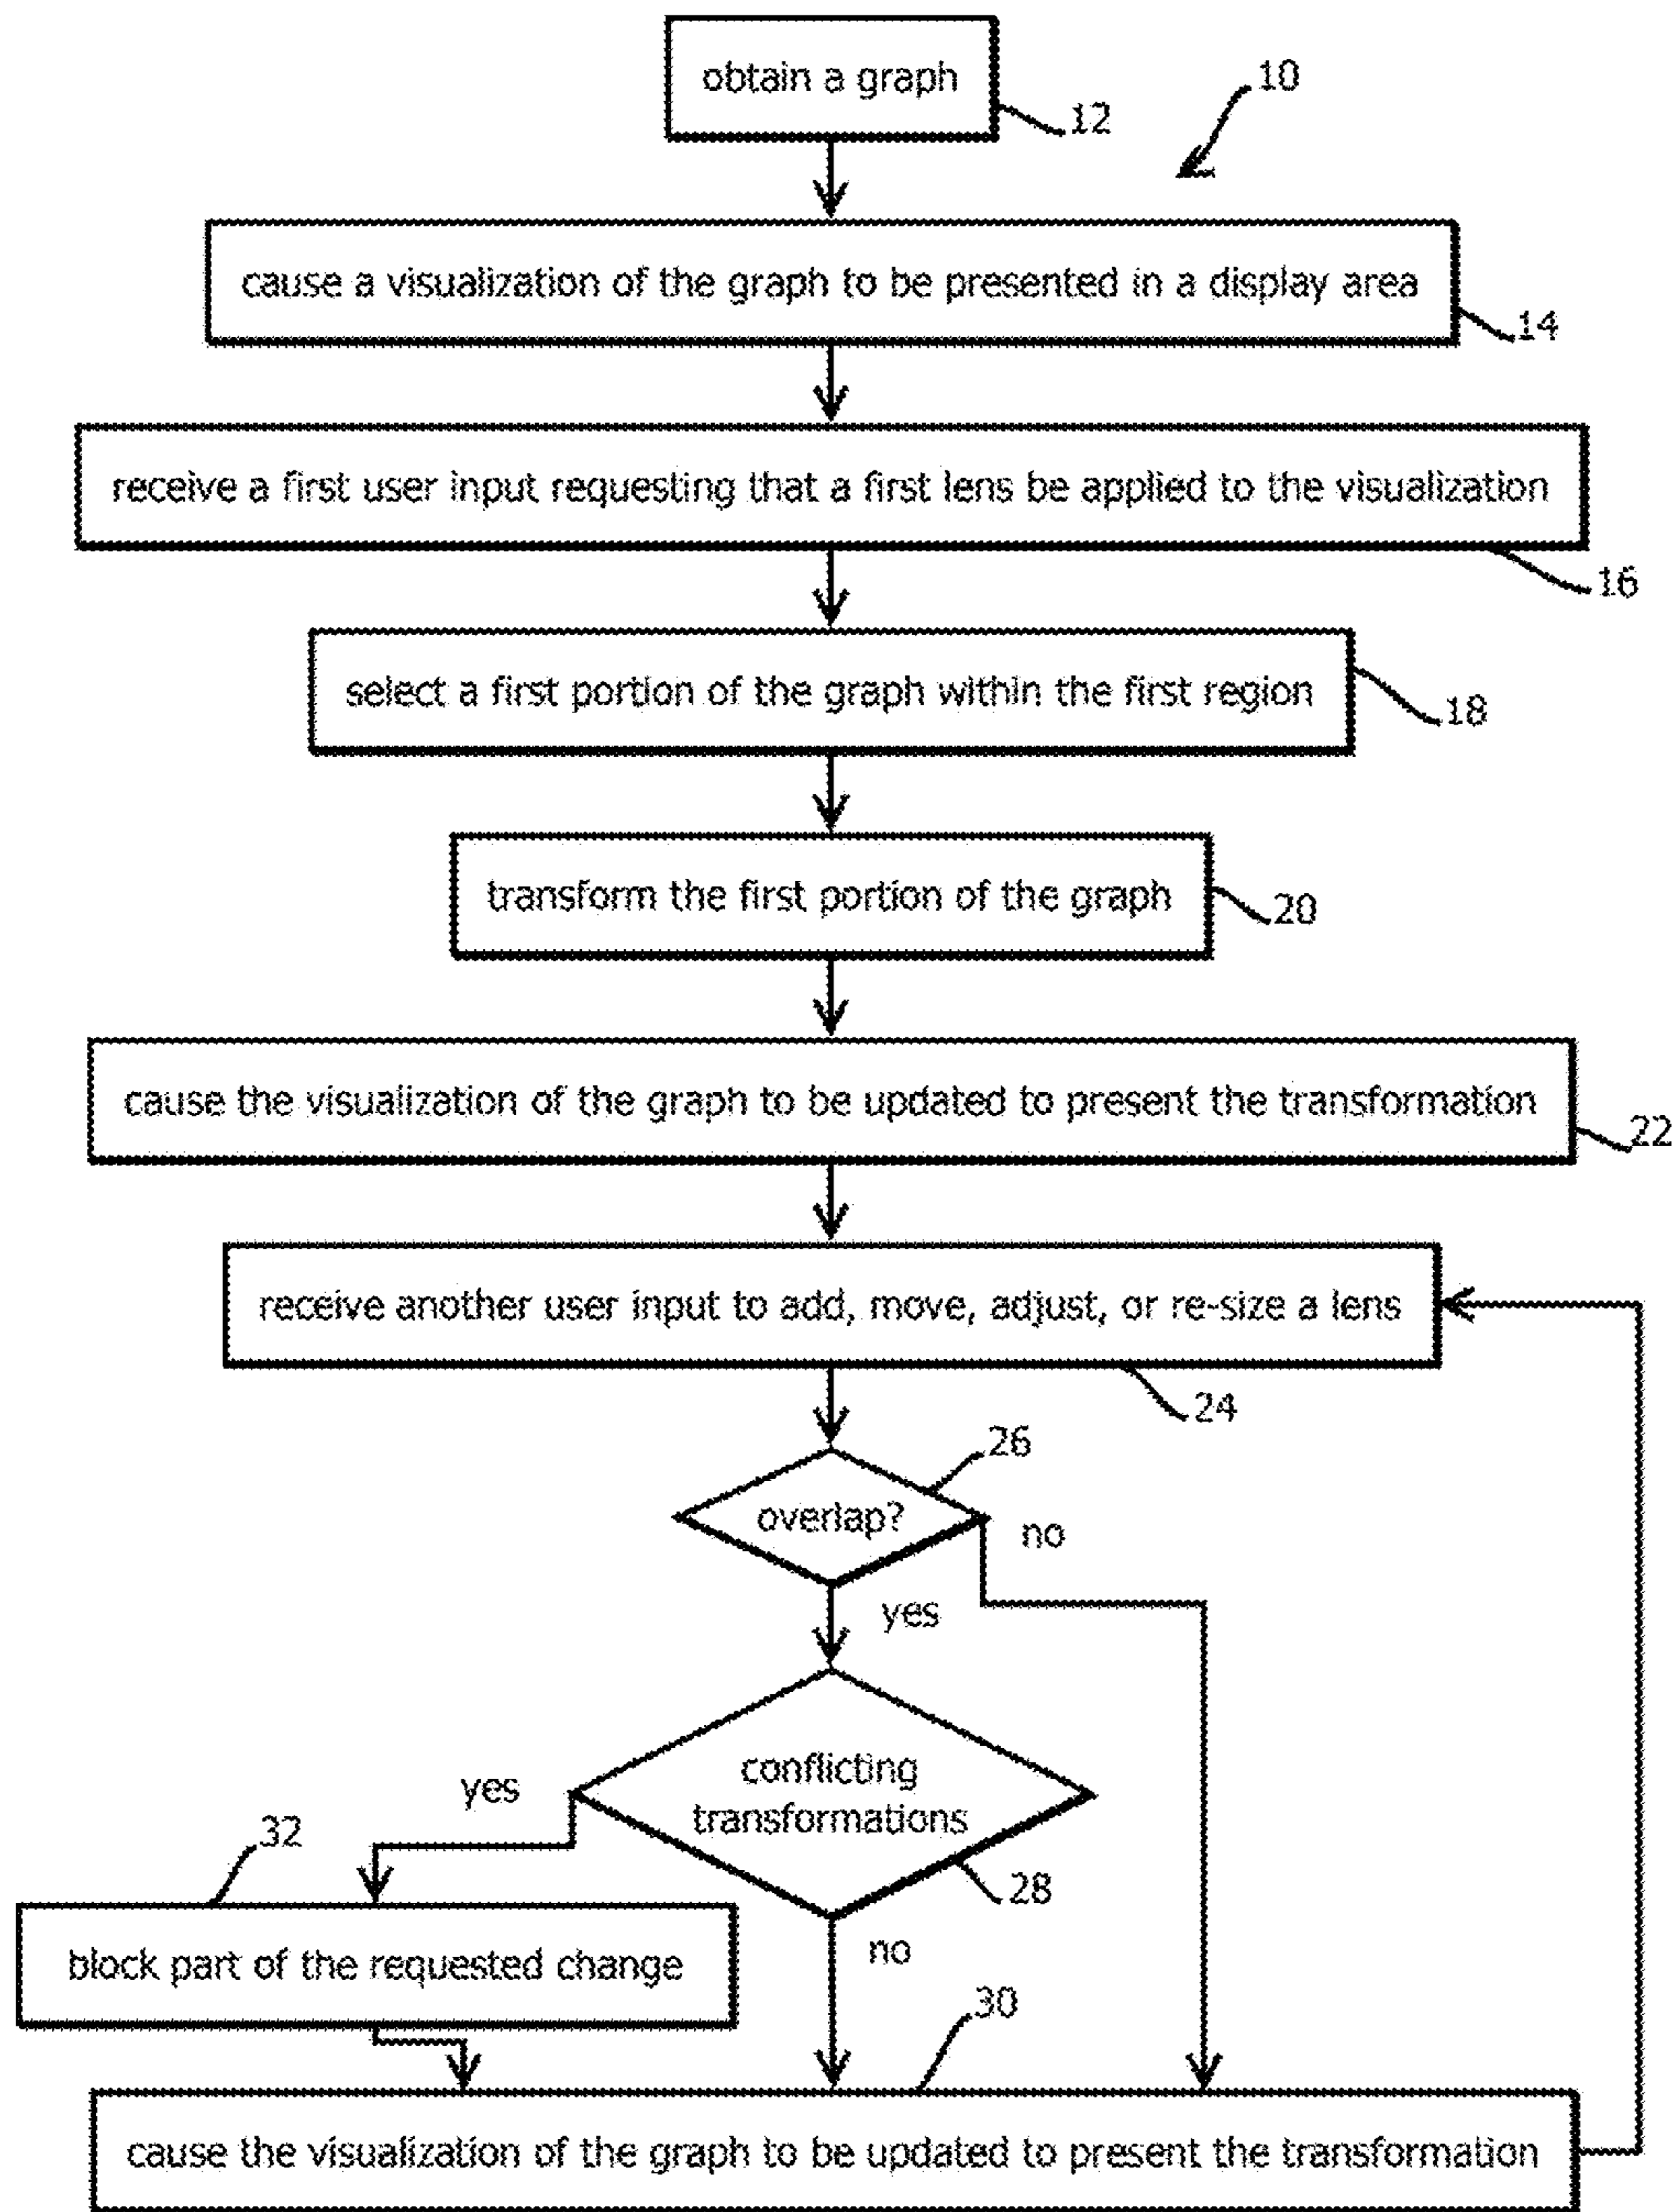 obtain a graph
12
10
cause a visualization of the graph to be presented in a display area
14
receive a first user input requesting that a first lens be applied to the visualization
16
select a first portion of the graph within the first region
18
transform the first portion of the graph
20
cause the visualization of the graph to be updated to present the transformation
22
receive another user input to add, move, adjust, or re-size a lens
24
26
overlap?
no
yes
conflicting
transformations
yes
32
28
block part of the requested change
no
30
cause the visualization of the graph to be updated to present the transformation